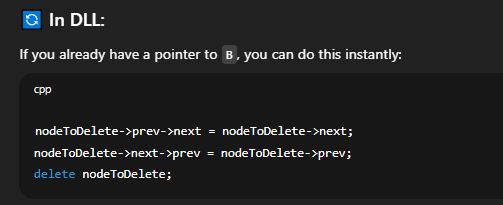 🔄 In DLL:
If you already have a pointer to B, you can do this instantly:
cpp
nodeToDelete->prev->next = nodeToDelete->next;
nodeToDelete->next->prev = nodeToDelete->prev;
delete nodeToDelete;